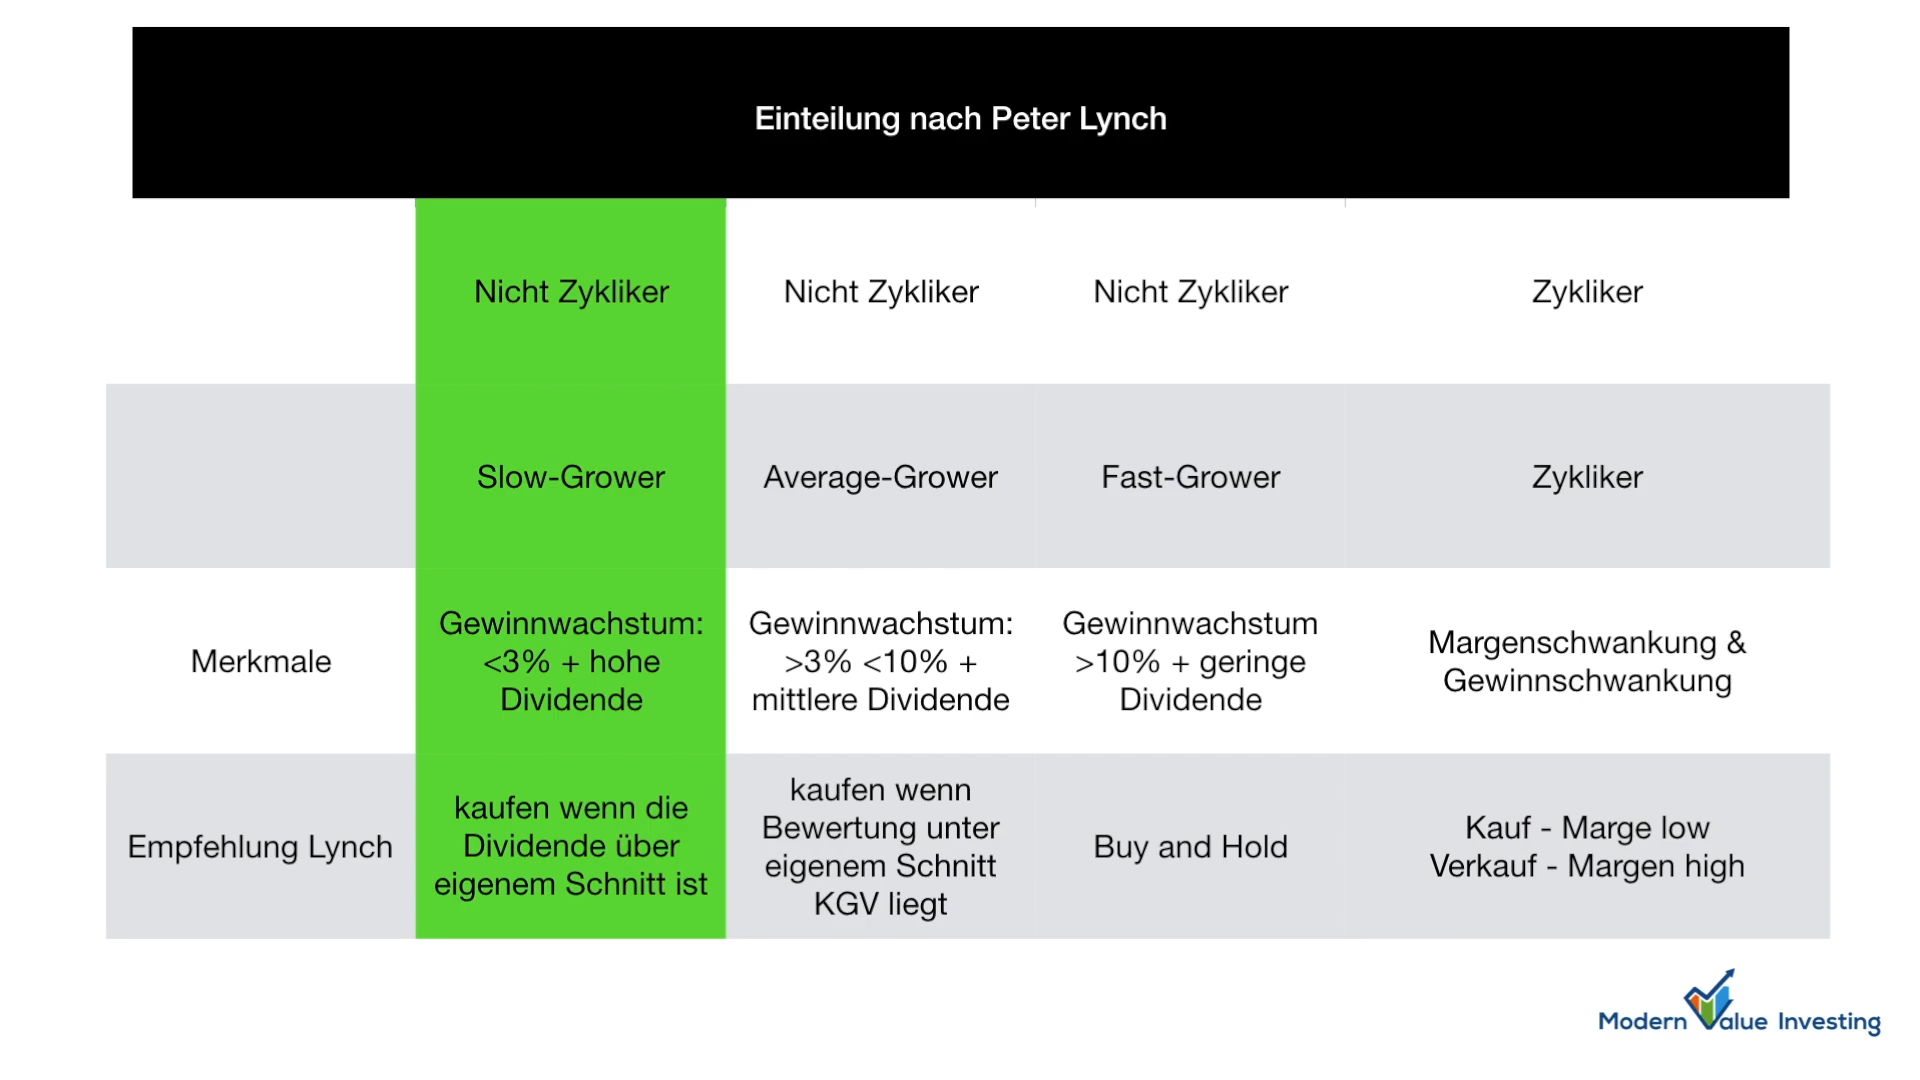 Einteilung nach Peter Lynch
Nicht Zykliker
Nicht Zykliker
Nicht Zykliker
Zykliker
Slow-Grower
Average-Grower
Fast-Grower
Zykliker
Merkmale
Gewinnwachstum:
<3% + hohe
Dividende
Gewinnwachstum:
>3% <10% +
mittlere Dividende
Gewinnwachstum
>10% + geringe
Dividende
Margenschwankung &
Gewinnschwankung
Empfehlung Lynch
kaufen wenn die
Dividende über
eigenem Schnitt ist
kaufen wenn
Bewertung unter
eigenem Schnitt
KGV liegt
Buy and Hold
Kauf - Marge low
Verkauf - Margen high
Modern Value Investing